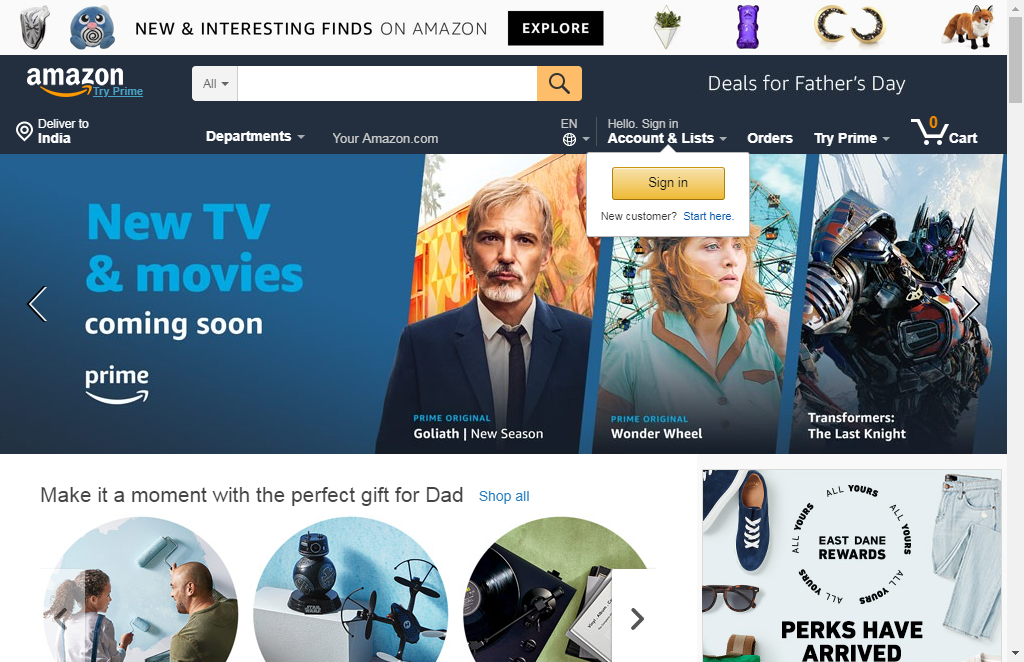 NEW & INTERESTING FINDS ON AMAZON EXPLORE
amazon
Try Prime
All
Deals for Father's Day
Deliver to
India
Departments
Your Amazon.com
EN
Hello. Sign in
Account & Lists
Orders
Try Prime
0
Cart
Sign in
New customer? Start here.
New TV
& movies
coming soon
prime
PRIME ORIGINAL
Goliath | New Season
PRIME ORIGINAL
Wonder Wheel
Transformers:
The Last Knight
Make it a moment with the perfect gift for Dad Shop all
STAR WARS
ALL YOURS
ALL YOURS
ALL YOURS
ALL YOURS
EAST DANE
REWARDS
PERKS HAVE
ARRIVED